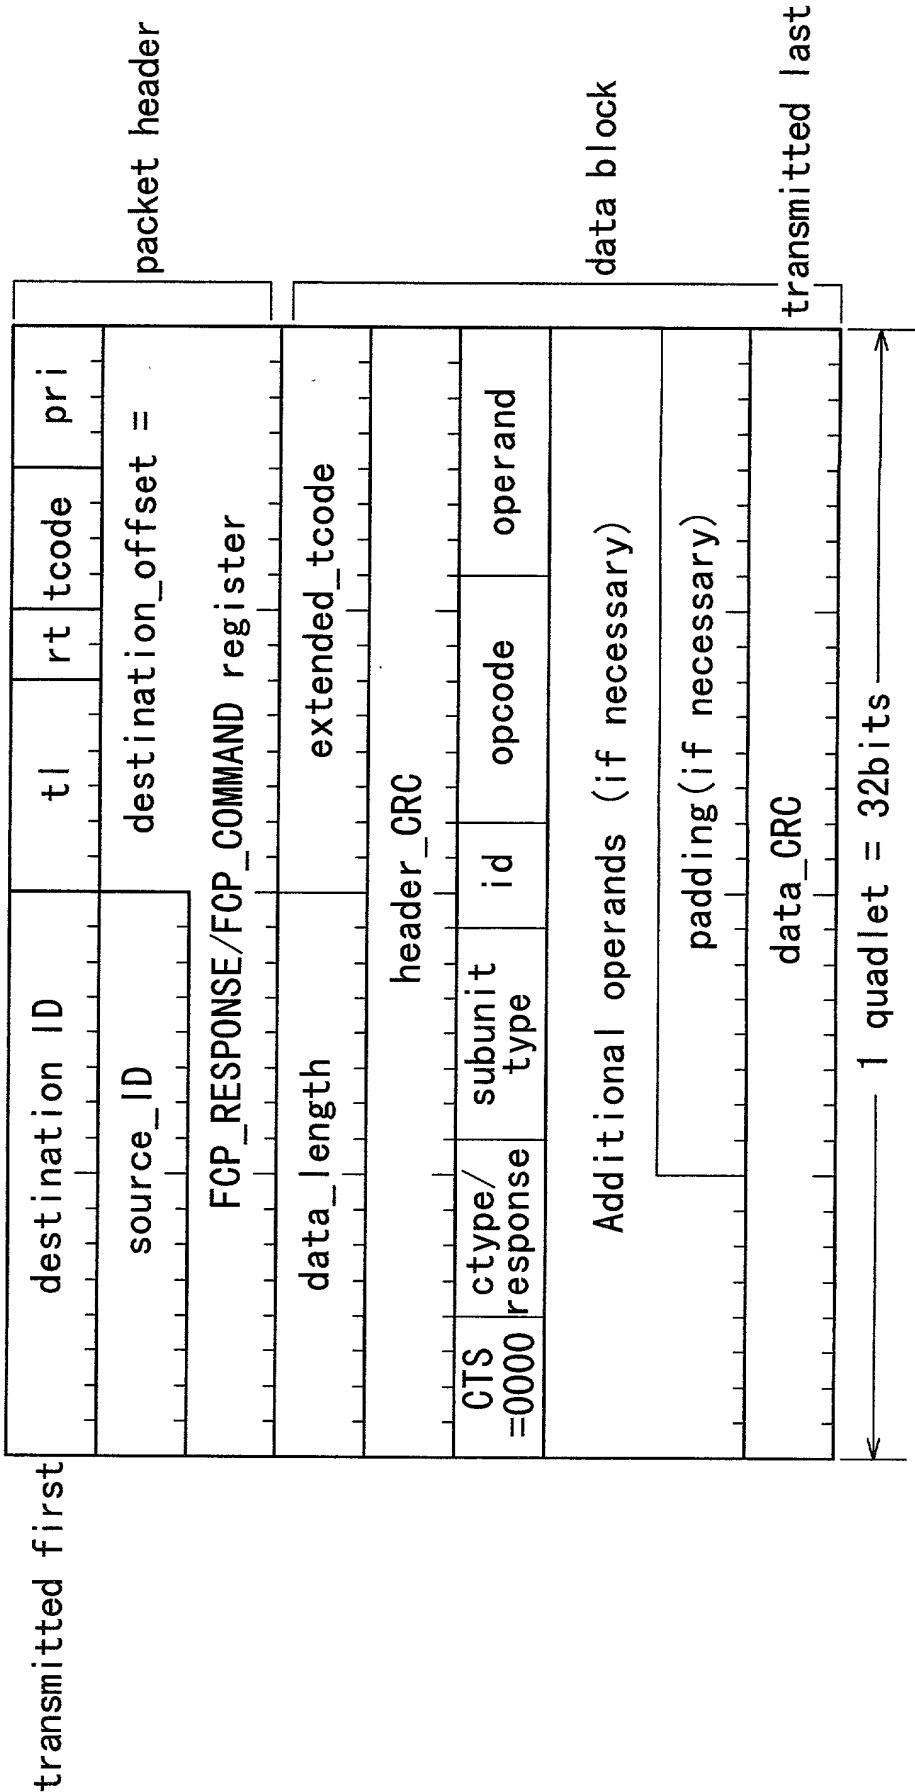 transmitted first
destination ID
tl
rt
tcode
pri
packet header
source_ID
destination_offset =
FCP_RESPONSE/FCP_COMMAND register
data_length
extended_tcode
header_CRC
CTS
=0000
ctype/
response
subunit
type
id
opcode
operand
data block
Additional operands (if necessary)
padding(if necessary)
data_CRC
transmitted last
1 quadlet = 32bits